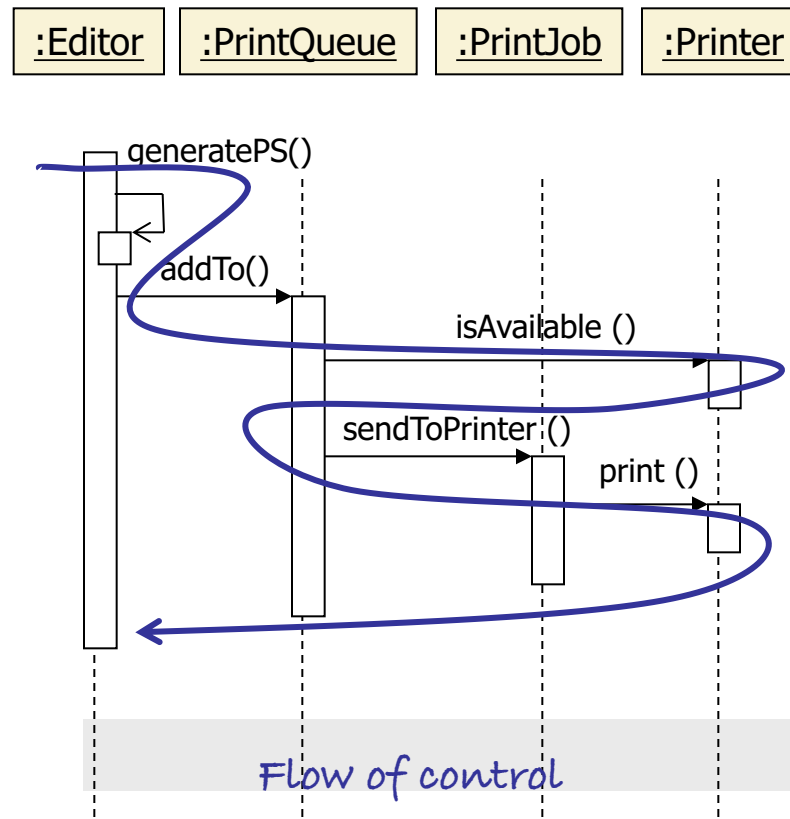 :Editor :PrintQueue :PrintJob :Printer
generatePS()
addTo()
isAvailable ()
sendToPrinter ()
print ()
Flow of control